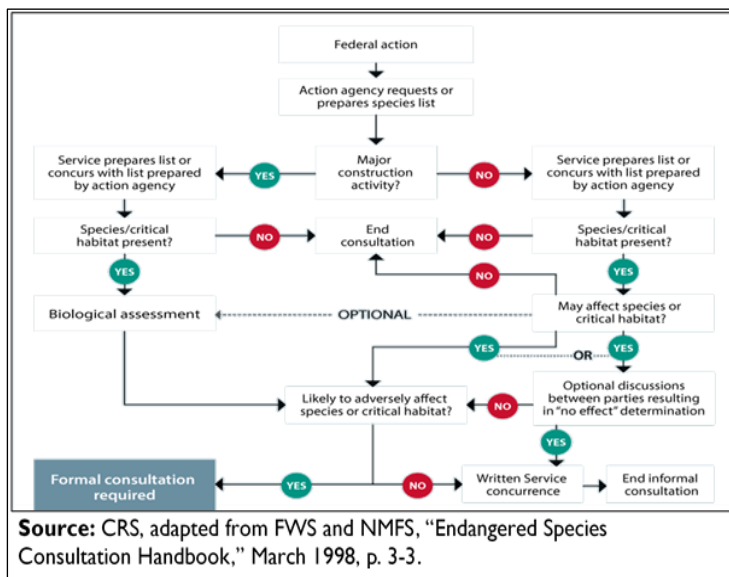 Federal action
Action agency requests or
prepares species list
Service prepares list or
concurs with list prepared
by action agency
YES
Major
construction
activity?
NO
Service prepares list or
concurs with list prepared
by action agency
Species/critical
habitat present?
NO
End
consultation
NO
Species/critical
habitat present?
YES
NO
YES
Biological assessment
OPTIONAL
May affect species or
critical habitat?
YES
OR
YES
Likely to adversely affect
species or critical habitat?
NO
Optional discussions
between parties resulting
in "no effect" determination
YES
Formal consultation
required
YES
NO
Written Service
concurrence
End informal
consultation
Source: CRS, adapted from FWS and NMFS, “Endangered Species
Consultation Handbook,” March 1998, p. 3-3.